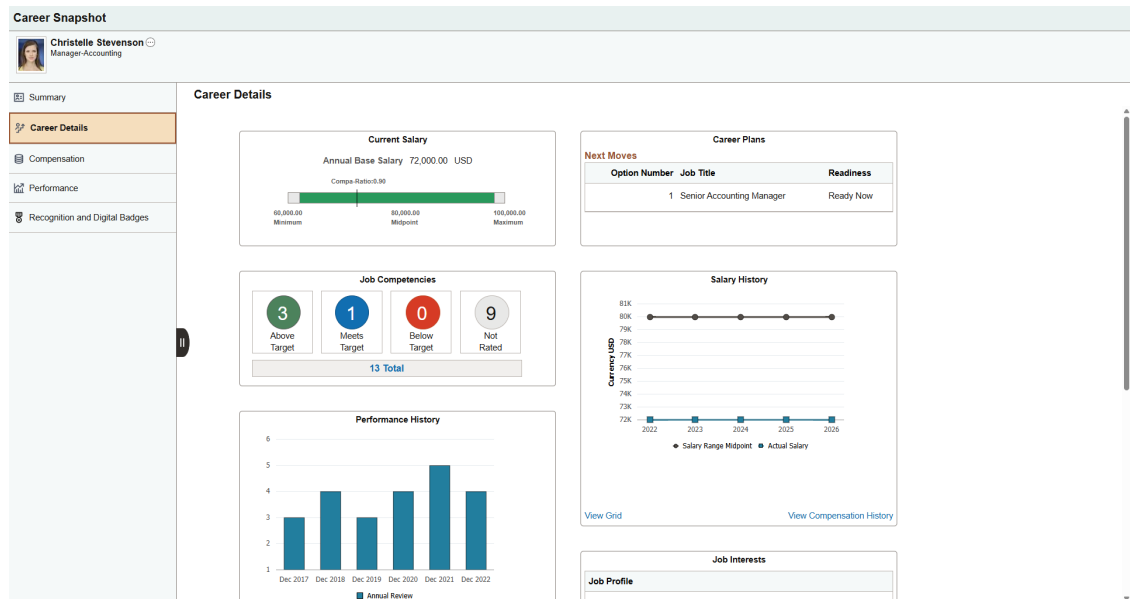 Career Snapshot
Christelle Stevenson
Manager-Accounting
Summary
Career Details
Compensation
Performance
Recognition and Digital Badges
Career Details
Current Salary
Annual Base Salary 72,000.00 USD
Compa-Ratio:0.90
60,000.00 80,000.00 100,000.00
Minimum Midpoint Maximum
Career Plans
Next Moves
Option Number Job Title Readiness
1 Senior Accounting Manager Ready Now
Job Competencies
3 1 0 9
Above Meets Below Not
Target Target Target Rated
13 Total
Salary History
Currency USD
81K
80K
79K
78K
77K
76K
75K
74K
73K
72K
2022 2023 2024 2025 2026
Salary Range Midpoint Actual Salary
View Grid View Compensation History
Performance History
6
5
4
3
2
1
Dec 2017 Dec 2018 Dec 2019 Dec 2020 Dec 2021 Dec 2022
Annual Review
Job Interests
Job Profile